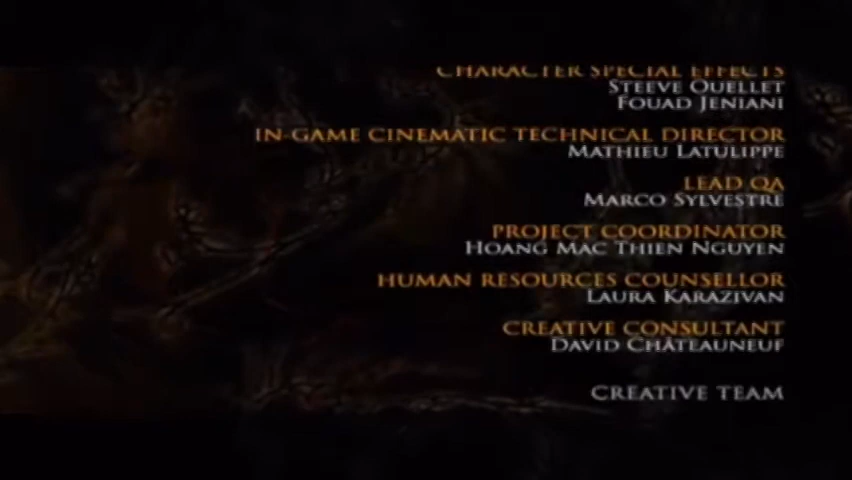 CHARACTER SPECIAL EFFECTS
STEEVE OUELLET
FOUAD JENIANI
IN-GAME CINEMATIC TECHNICAL DIRECTOR
MATHIEU LATULIPPE
LEAD QA
MARCO SYLVESTRE
PROJECT COORDINATOR
HOANG MAC THIEN NGUYEN
HUMAN RESOURCES COUNSELLOR
LAURA KARAZIVAN
CREATIVE CONSULTANT
DAVID CHÂTEAUNEUF
CREATIVE TEAM